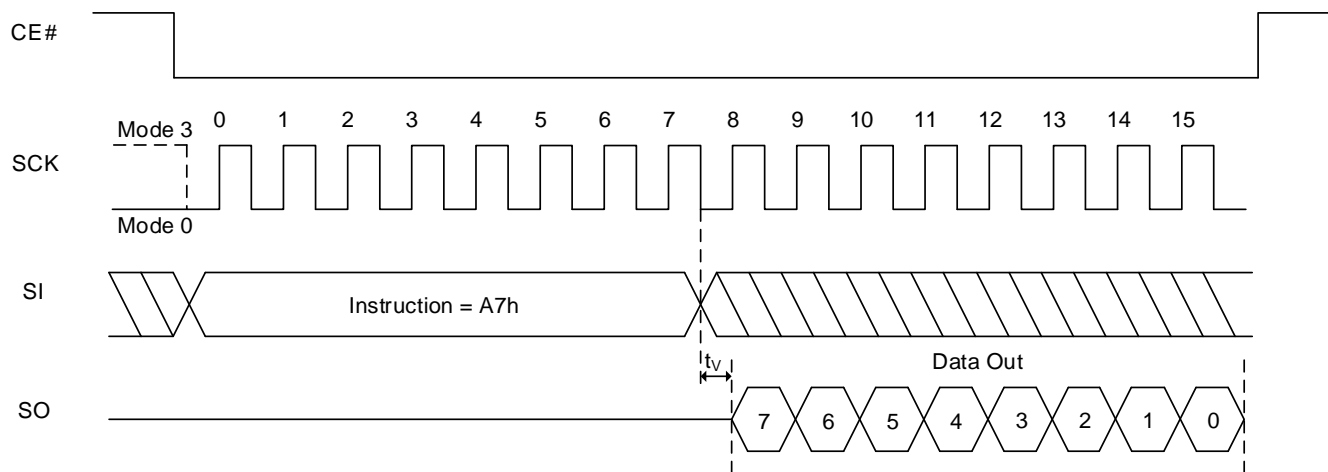 CE#
Mode 3 0 1 2 3 4 5 6 7 8 9 10 11 12 13 14 15
SCK
Mode 0
SI Instruction = A7h
tV Data Out
SO 7 6 5 4 3 2 1 0